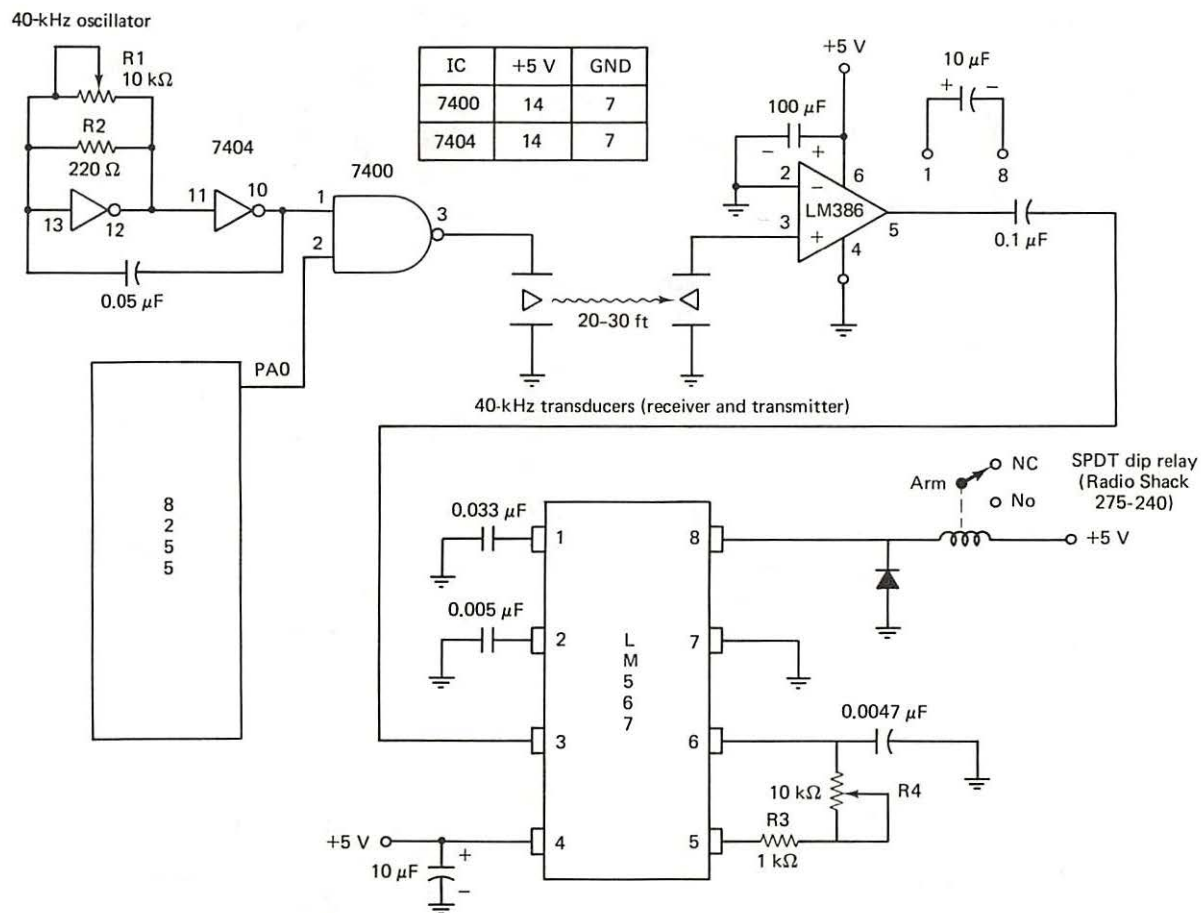 40-kHz oscillator
R1
10 kΩ
R2
220 Ω
7404
13
12
11
10
0.05 μF
7400
1
2
3
PA0
8
2
5
5
IC +5 V GND
7400 14 7
7404 14 7
20–30 ft
40-kHz transducers (receiver and transmitter)
+5 V
100 μF
− +
2
−
6
LM386
3
+
4
5
10 μF
+ −
1
8
0.1 μF
0.033 μF
0.005 μF
1
2
3
4
L
M
5
6
7
8
7
6
5
+5 V
10 μF
+
−
Arm
NC
No
SPDT dip relay
(Radio Shack
275-240)
+5 V
0.0047 μF
10 kΩ
R4
R3
1 kΩ